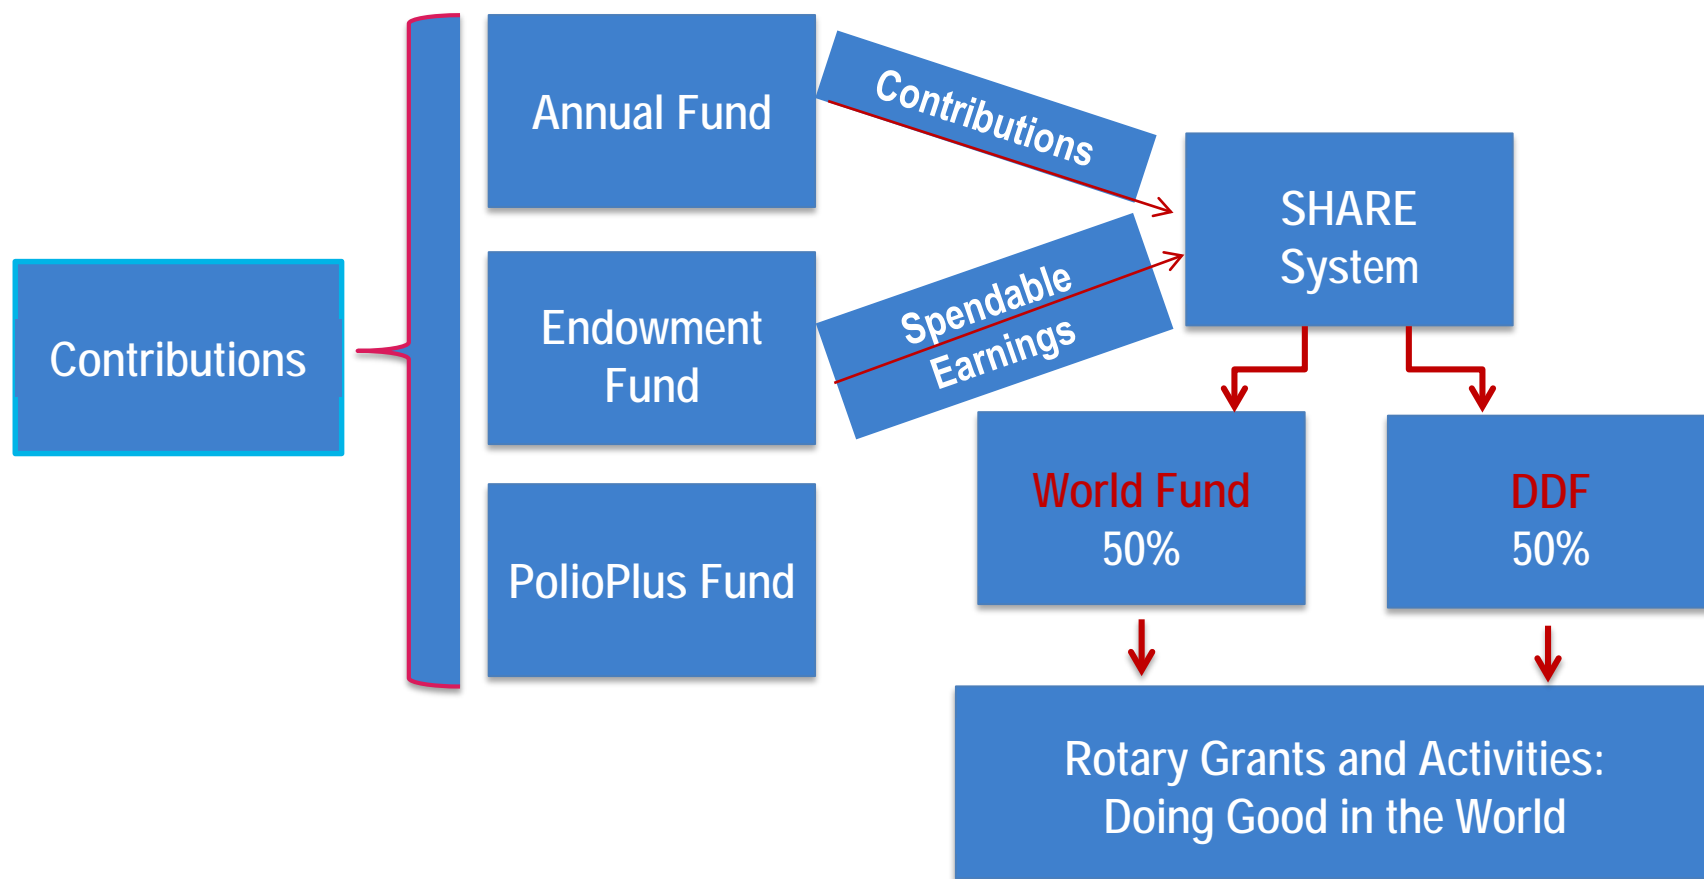 Contributions
Annual Fund
Endowment
Fund
PolioPlus Fund
Contributions
Spendable
Earnings
SHARE
System
World Fund
50%
DDF
50%
Rotary Grants and Activities:
Doing Good in the World